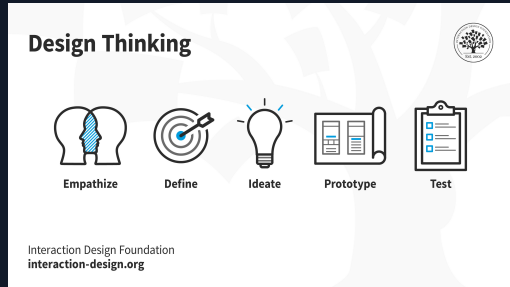 Design Thinking
Empathize
Define
Ideate
Prototype
Test
Interaction Design Foundation
interaction-design.org